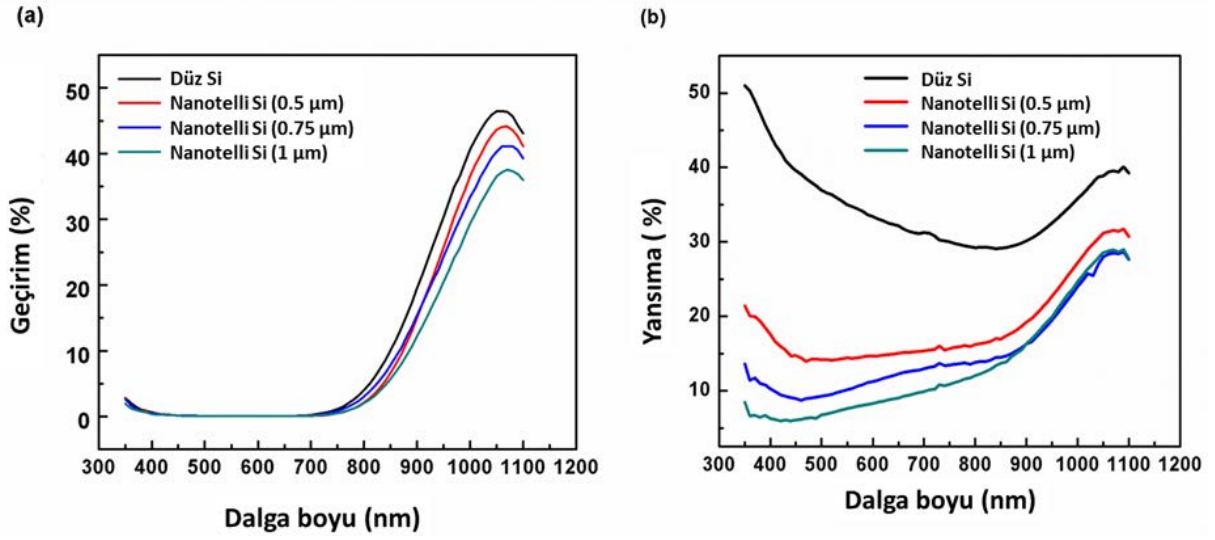 (a)
Düz Si
Nanotelli Si (0.5 µm)
Nanotelli Si (0.75 µm)
Nanotelli Si (1 µm)
Geçirim (%)
50
40
30
20
10
0
300 400 500 600 700 800 900 1000 1100 1200
Dalga boyu (nm)
(b)
Düz Si
Nanotelli Si (0.5 µm)
Nanotelli Si (0.75 µm)
Nanotelli Si (1 µm)
Yansıma ( %)
50
40
30
20
10
300 400 500 600 700 800 900 1000 1100 1200
Dalga boyu (nm)